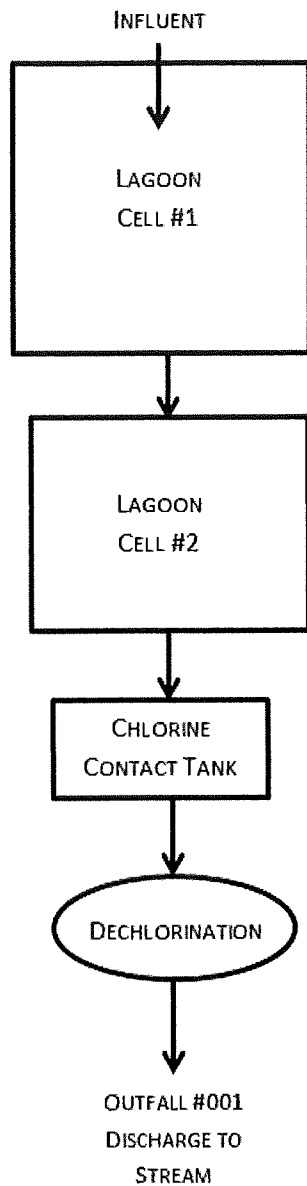 INFLUENT
LAGOON
CELL #1
LAGOON
CELL #2
CHLORINE
CONTACT TANK
DECHLORINATION
OUTFALL #001
DISCHARGE TO
STREAM